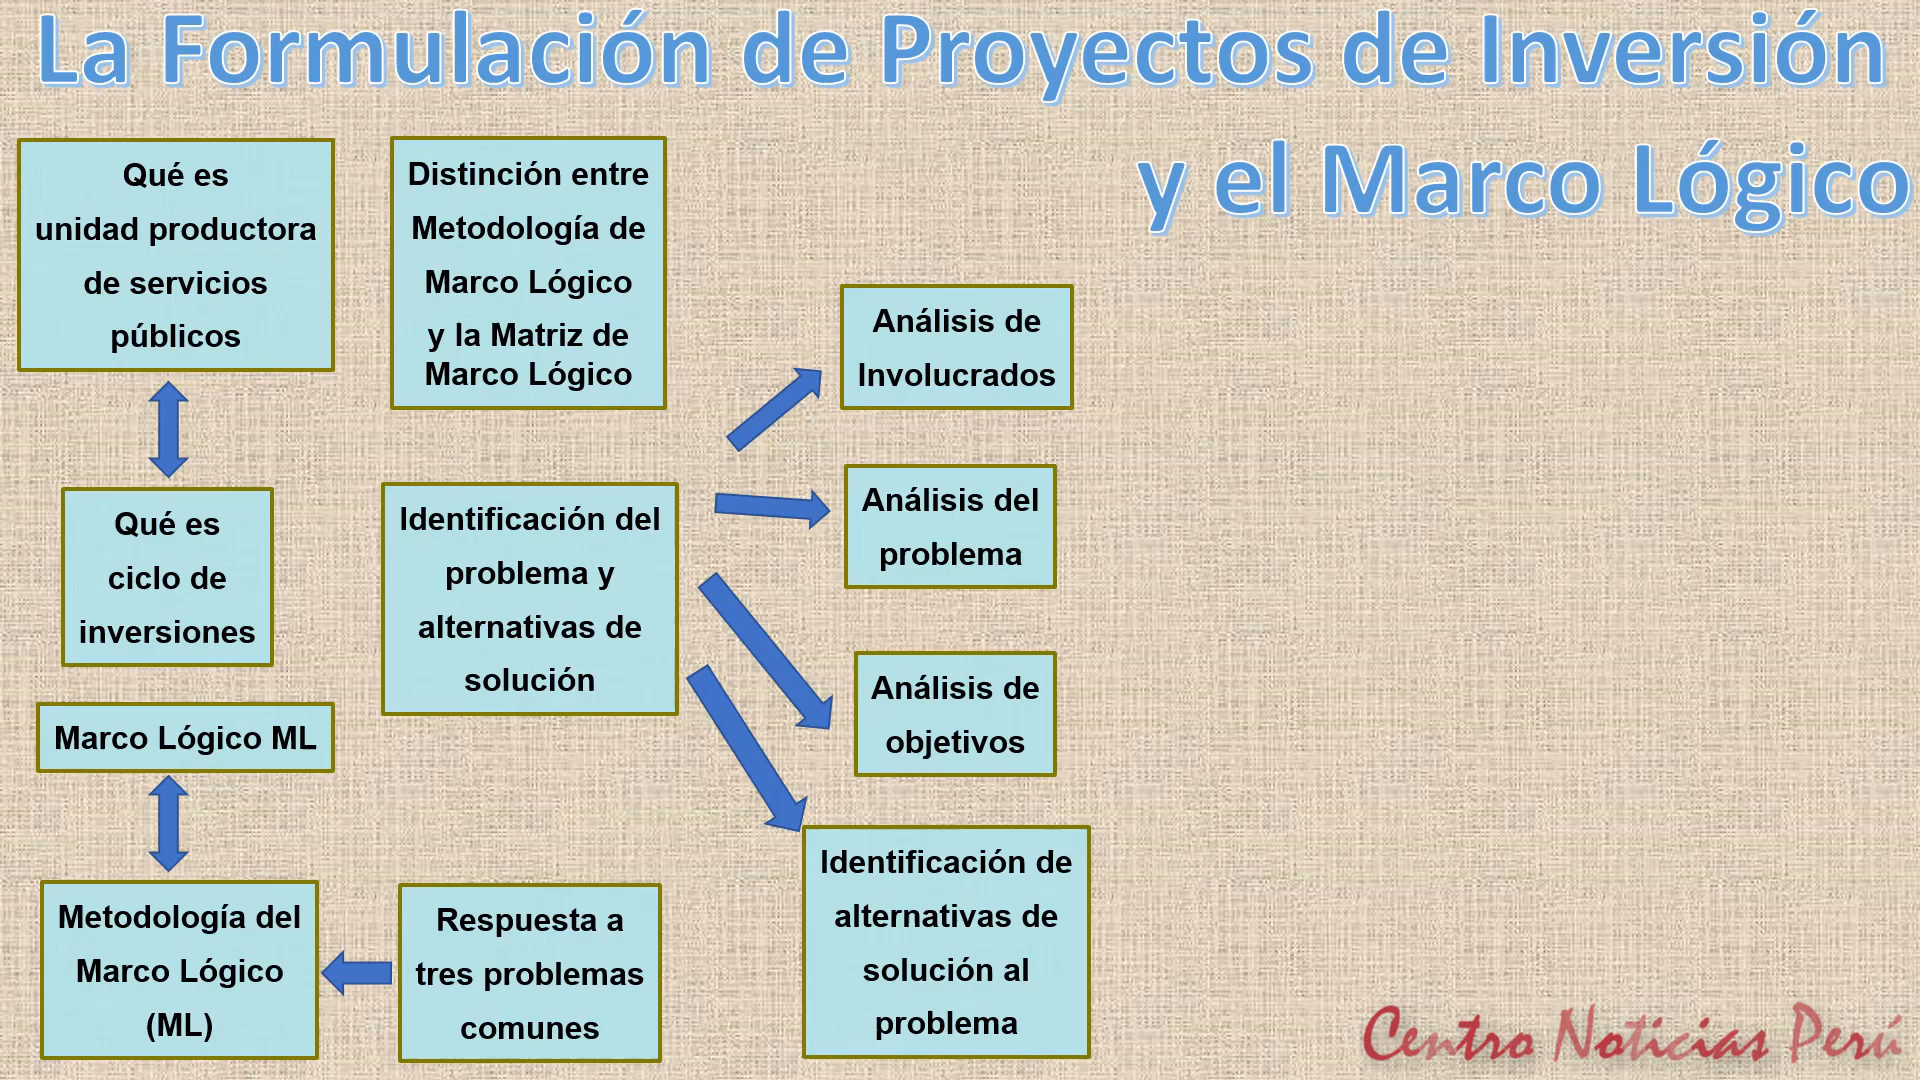 La Formulación de Proyectos de Inversión
y el Marco Lógico
Qué es
unidad productora
de servicios
públicos
Distinción entre
Metodología de
Marco Lógico
y la Matriz de
Marco Lógico
Análisis de
Involucrados
Qué es
ciclo de
inversiones
Identificación del
problema y
alternativas de
solución
Análisis del
problema
Análisis de
objetivos
Marco Lógico ML
Metodología del
Marco Lógico
(ML)
Respuesta a
tres problemas
comunes
Identificación de
alternativas de
solución al
problema
Centro Noticias Perú